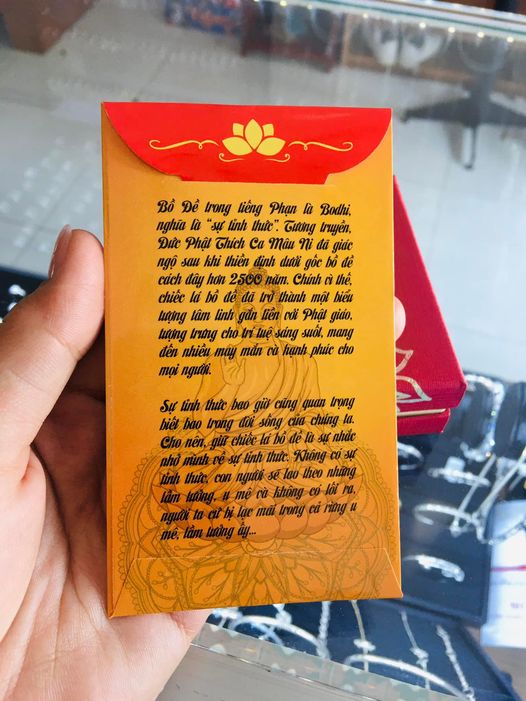 Bồ Đề trong tiếng Phạn là Bodhi,
nghĩa là "sự tỉnh thức". Tương truyền,
Đức Phật Thích Ca Mâu Ni đã giác
ngộ sau khi thiền định dưới gốc bồ đề
cách đây hơn 2500 năm. Chính vì thế,
chiếc lá bồ đề đã trở thành một biểu
tượng tâm linh gắn liền với Phật giáo,
tượng trưng cho trí tuệ sáng suốt, mang
đến nhiều may mắn và hạnh phúc cho
mọi người.
Sự tỉnh thức bao giờ cũng quan trọng
biết bao trong đời sống của chúng ta.
Cho nên, giữ chiếc lá bồ đề là sự nhắc
nhở mình về sự tỉnh thức. Không có sự
tỉnh thức, con người sẽ lao theo những
lầm tưởng, u mê và không có lối ra,
người ta cứ bị lạc mãi trong cả rừng u
mê, lầm tưởng ấy...